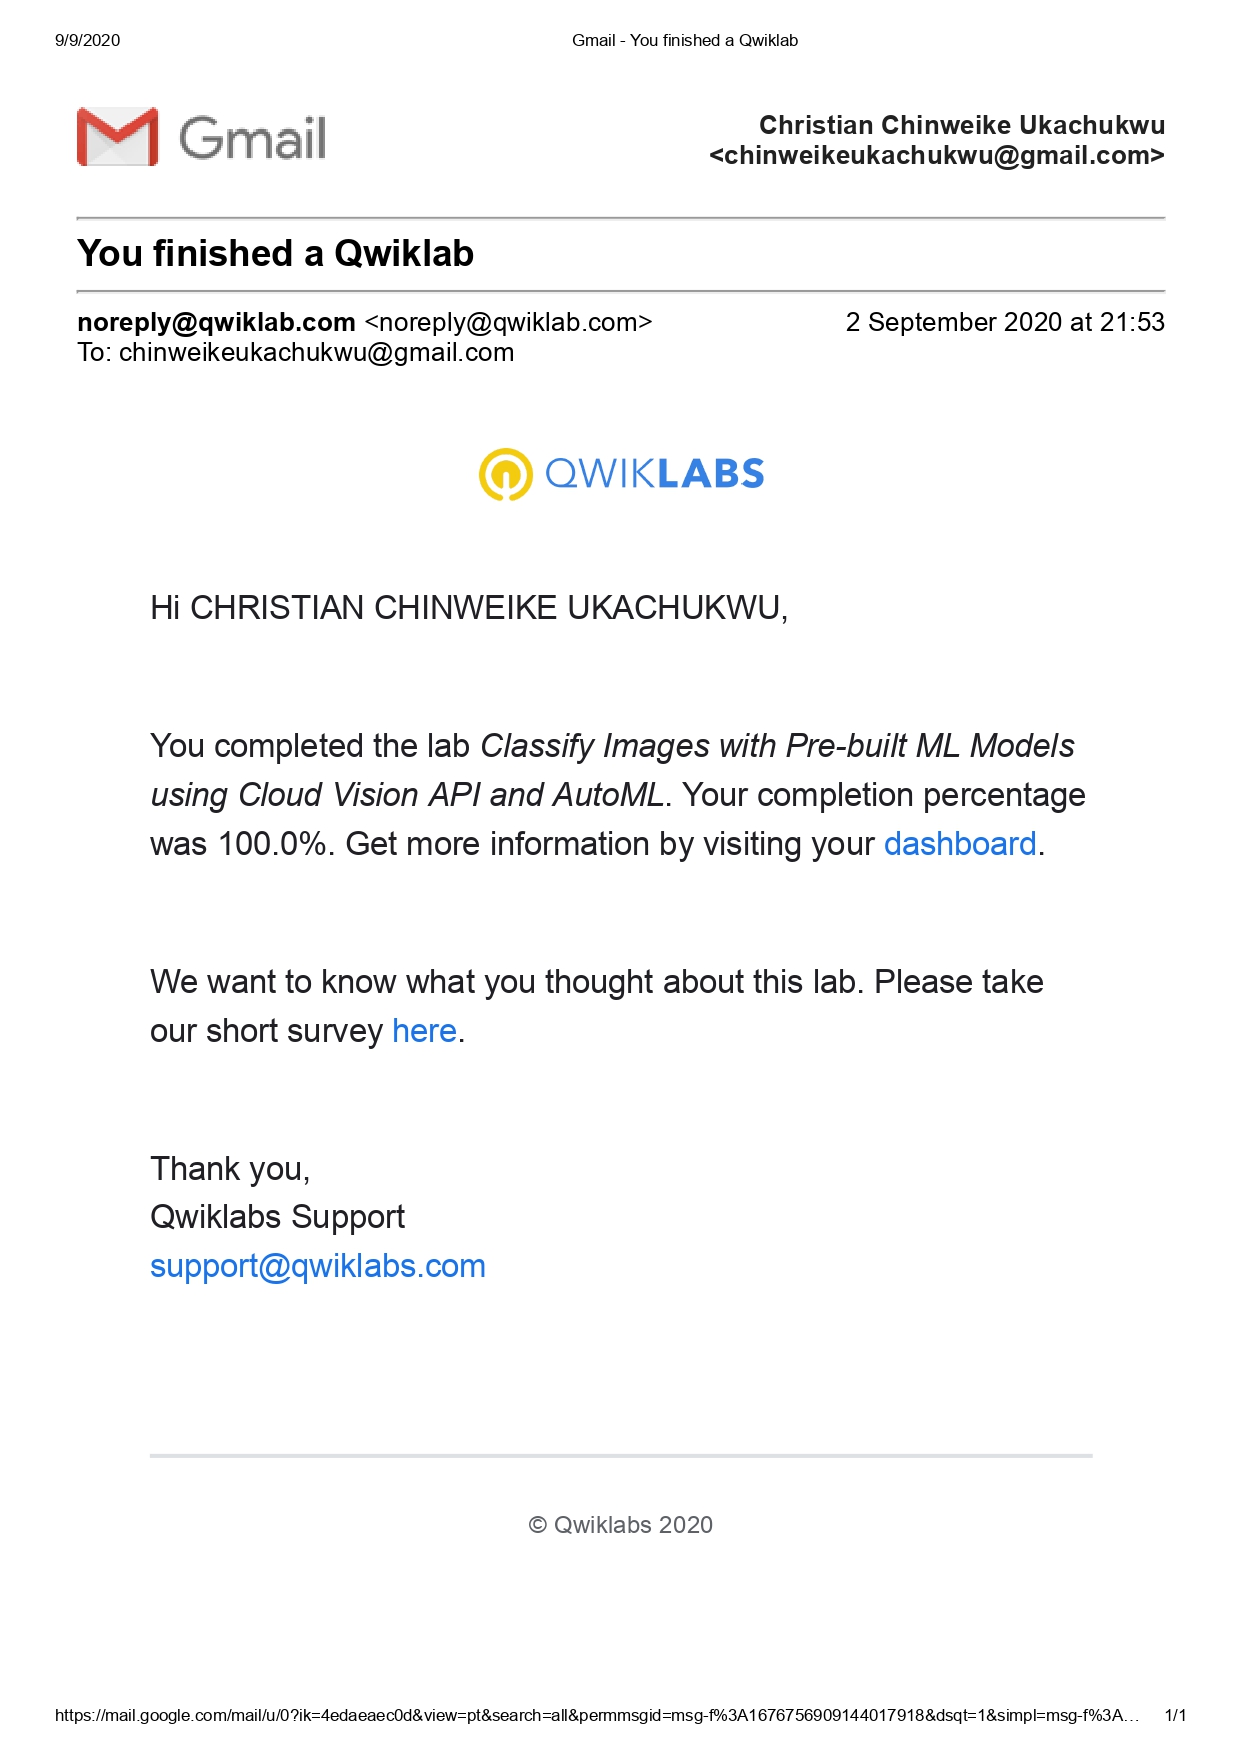 9/9/2020 Gmail - You finished a Qwiklab
Gmail
Christian Chinweike Ukachukwu
<chinweikeukachukwu@gmail.com>
You finished a Qwiklab
noreply@qwiklab.com <noreply@qwiklab.com> 2 September 2020 at 21:53
To: chinweikeukachukwu@gmail.com
QWIKLABS
Hi CHRISTIAN CHINWEIKE UKACHUKWU,
You completed the lab Classify Images with Pre-built ML Models
using Cloud Vision API and AutoML. Your completion percentage
was 100.0%. Get more information by visiting your dashboard.
We want to know what you thought about this lab. Please take
our short survey here.
Thank you,
Qwiklabs Support
support@qwiklabs.com
© Qwiklabs 2020
https://mail.google.com/mail/u/0?ik=4edaeaec0d&view=pt&search=all&permmsgid=msg-f%3A1676756909144017918&dsqt=1&simpl=msg-f%3A… 1/1